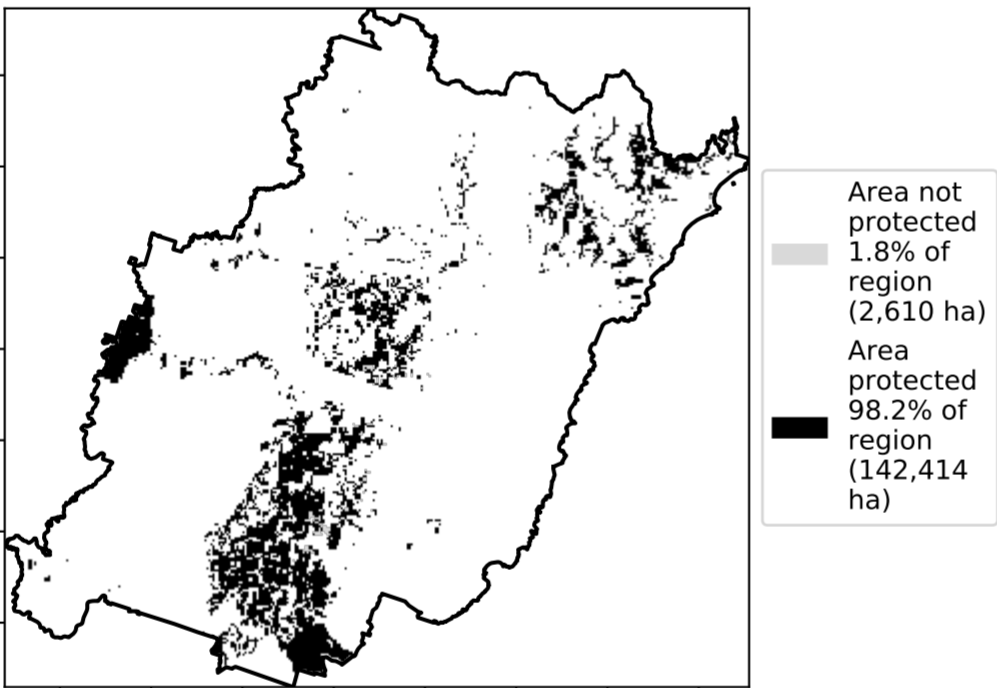 Area not
protected
1.8% of
region
(2,610 ha)
Area
protected
98.2% of
region
(142,414
ha)